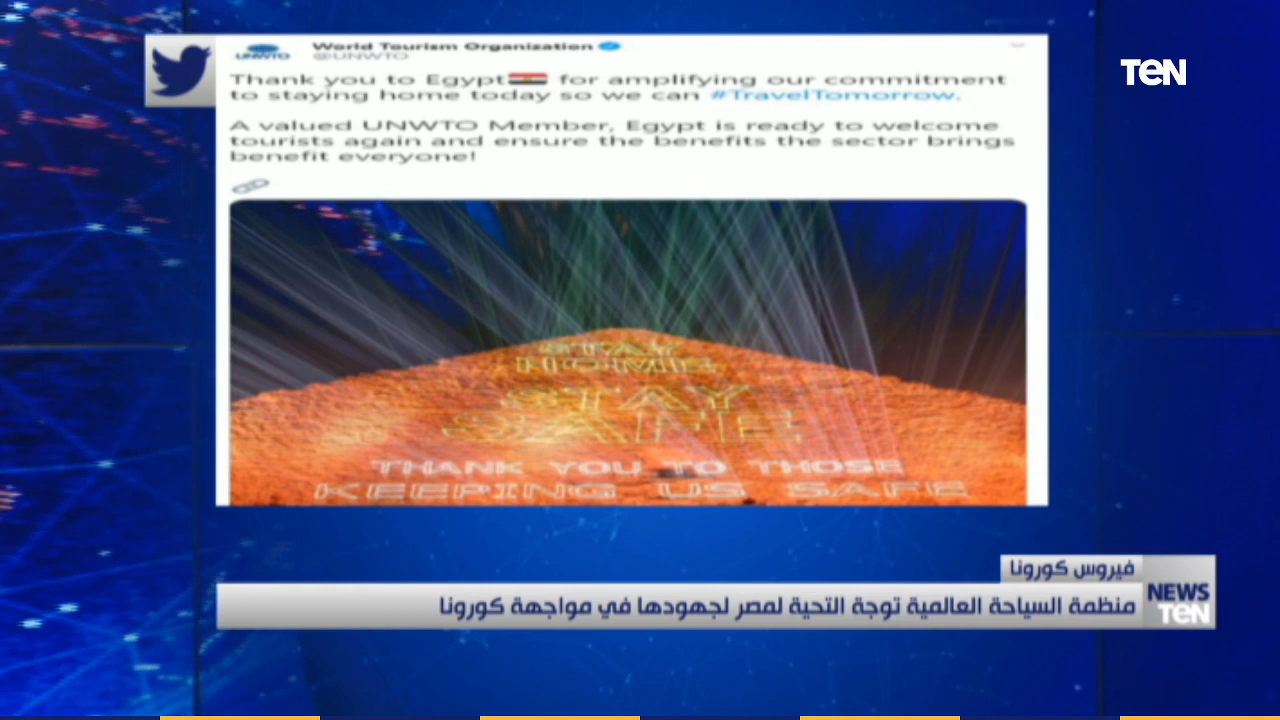 World Tourism Organization
UNWTO
@UNWTO
TEN
Thank you to Egypt🇪🇬 for amplifying our commitment
to staying home today so we can #TravelTomorrow.
A valued UNWTO Member, Egypt is ready to welcome
tourists again and ensure the benefits the sector brings
benefit everyone!
STAY
HOME
STAY
SAFE
THANK YOU TO THOSE
KEEPING US SAFE
فيروس كورونا
منظمة السياحة العالمية توجة التحية لمصر لجهودها في مواجهة كورونا
NEWS
TEN